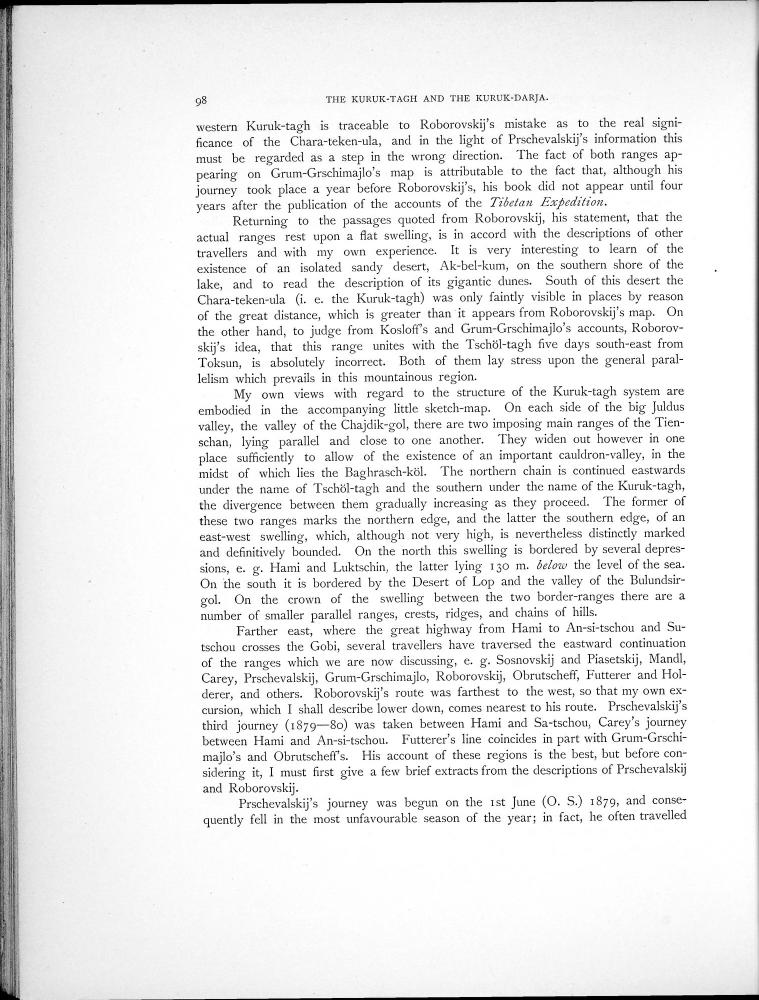 98 THE KURUK-TAGH AND THE KURUK-DARJA.
western Kuruk-tagh is traceable to Roborovskij's mistake as to the real signi-
ficance of the Chara-teken-ula, and in the light of Prschevalskij's information this
must be regarded as a step in the wrong direction. The fact of both ranges ap-
pearing on Grum-Grschimajlo's map is attributable to the fact that, although his
journey took place a year before Roborovskij's, his book did not appear until four
years after the publication of the accounts of the Tibetan Expedition.
Returning to the passages quoted from Roborovskij, his statement, that the
actual ranges rest upon a flat swelling, is in accord with the descriptions of other
travellers and with my own experience. It is very interesting to learn of the
existence of an isolated sandy desert, Ak-bel-kum, on the southern shore of the
lake, and to read the description of its gigantic dunes. South of this desert the
Chara-teken-ula (i. e. the Kuruk-tagh) was only faintly visible in places by reason
of the great distance, which is greater than it appears from Roborovskij's map. On
the other hand, to judge from Kosloff's and Grum-Grschimajlo's accounts, Roborov-
skij's idea, that this range unites with the Tschöl-tagh five days south-east from
Toksun, is absolutely incorrect. Both of them lay stress upon the general paral-
lelism which prevails in this mountainous region.
My own views with regard to the structure of the Kuruk-tagh system are
embodied in the accompanying little sketch-map. On each side of the big Juldus
valley, the valley of the Chajdik-gol, there are two imposing main ranges of the Tien-
schan, lying parallel and close to one another. They widen out however in one
place sufficiently to allow of the existence of an important cauldron-valley, in the
midst of which lies the Baghrasch-köl. The northern chain is continued eastwards
under the name of Tschöl-tagh and the southern under the name of the Kuruk-tagh,
the divergence between them gradually increasing as they proceed. The former of
these two ranges marks the northern edge, and the latter the southern edge, of an
east-west swelling, which, although not very high, is nevertheless distinctly marked
and definitively bounded. On the north this swelling is bordered by several depres-
sions, e. g. Hami and Luktschin, the latter lying 130 m. below the level of the sea.
On the south it is bordered by the Desert of Lop and the valley of the Bulundsir-
gol. On the crown of the swelling between the two border-ranges there are a
number of smaller parallel ranges, crests, ridges, and chains of hills.
Farther east, where the great highway from Hami to An-si-tschou and Su-
tschou crosses the Gobi, several travellers have traversed the eastward continuation
of the ranges which we are now discussing, e. g. Sosnovskij and Piasetskij, Mandl,
Carey, Prschevalskij, Grum-Grschimajlo, Roborovskij, Obrutscheff, Futterer and Hol-
derer, and others. Roborovskij's route was farthest to the west, so that my own ex-
cursion, which I shall describe lower down, comes nearest to his route. Prschevalskij's
third journey (1879—80) was taken between Hami and Sa-tschou, Carey's journey
between Hami and An-si-tschou. Futterer's line coincides in part with Grum-Grschi-
majlo's and Obrutscheff's. His account of these regions is the best, but before con-
sidering it, I must first give a few brief extracts from the descriptions of Prschevalskij
and Roborovskij.
Prschevalskij's journey was begun on the 1st June (O. S.) 1879, and conse-
quently fell in the most unfavourable season of the year; in fact, he often travelled